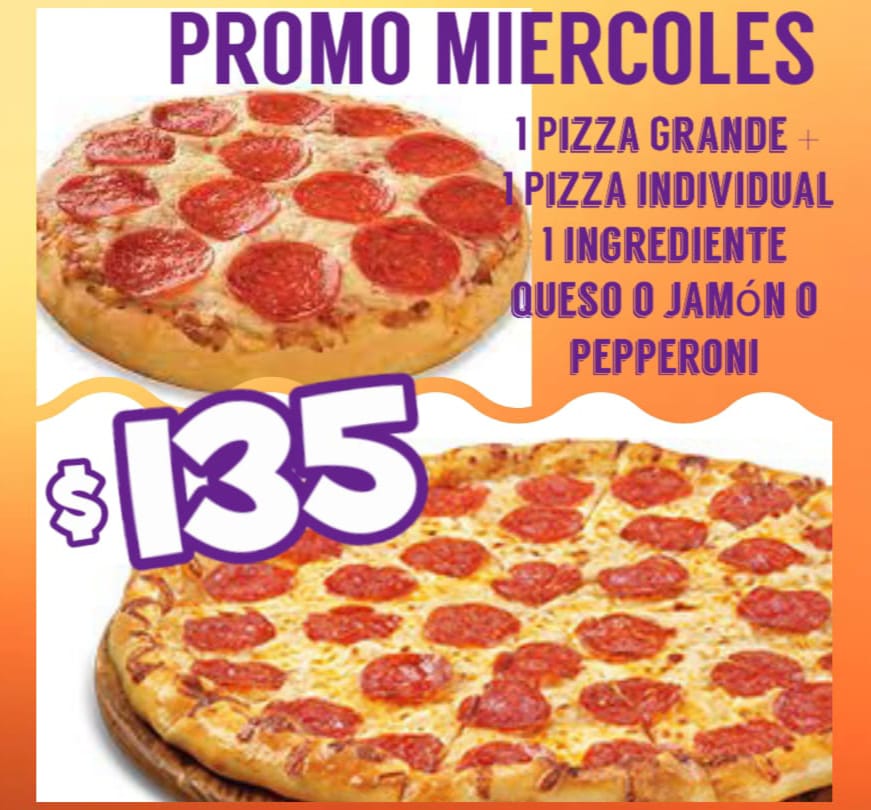 PROMO MIERCOLES
1 PIZZA GRANDE +
1 PIZZA INDIVIDUAL
1 INGREDIENTE
QUESO O JAMÓN O
PEPPERONI
$135